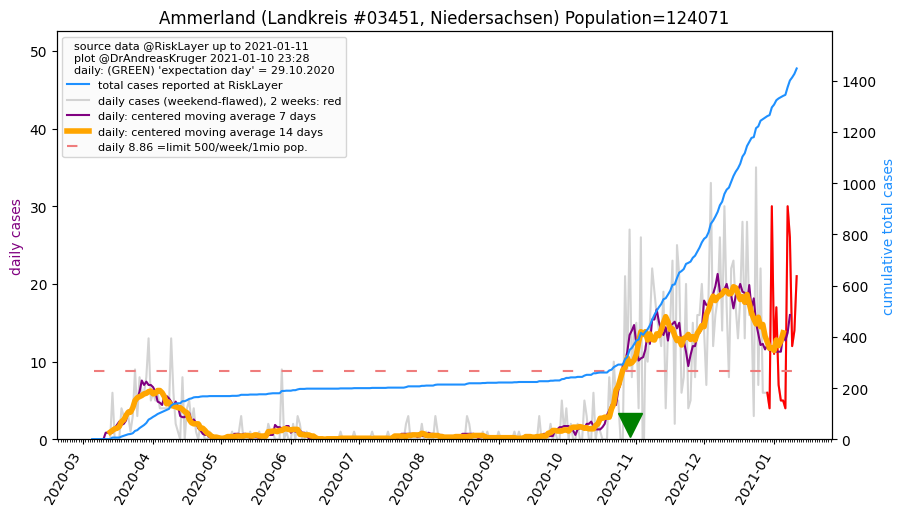 Ammerland (Landkreis #03451, Niedersachsen) Population=124071
source data @RiskLayer up to 2021-01-11
plot @DrAndreasKruger 2021-01-10 23:28
daily: (GREEN) 'expectation day' = 29.10.2020
total cases reported at RiskLayer
daily cases (weekend-flawed), 2 weeks: red
daily: centered moving average 7 days
daily: centered moving average 14 days
daily 8.86 =limit 500/week/1mio pop.
daily cases
50
40
30
20
10
0
1400
1200
1000
800
600
400
200
0
cumulative total cases
2020-03
2020-04
2020-05
2020-06
2020-07
2020-08
2020-09
2020-10
2020-11
2020-12
2021-01